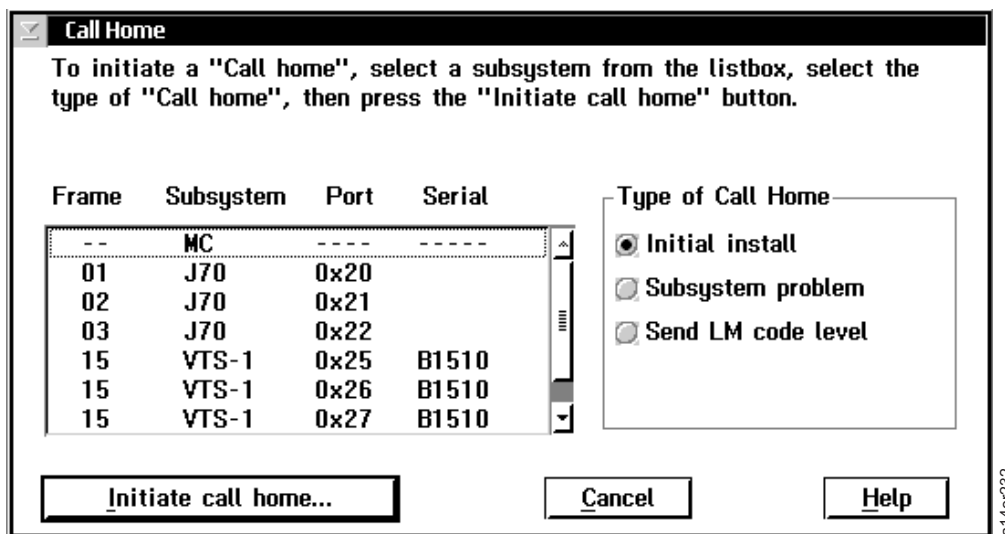 Call Home
To initiate a "Call home", select a subsystem from the listbox, select the
type of "Call home", then press the "Initiate call home" button.
Frame Subsystem Port Serial
-- MC ---- -----
01 J70 0x20
02 J70 0x21
03 J70 0x22
15 VTS-1 0x25 B1510
15 VTS-1 0x26 B1510
15 VTS-1 0x27 B1510
Type of Call Home
Initial install
Subsystem problem
Send LM code level
Initiate call home...
Cancel
Help